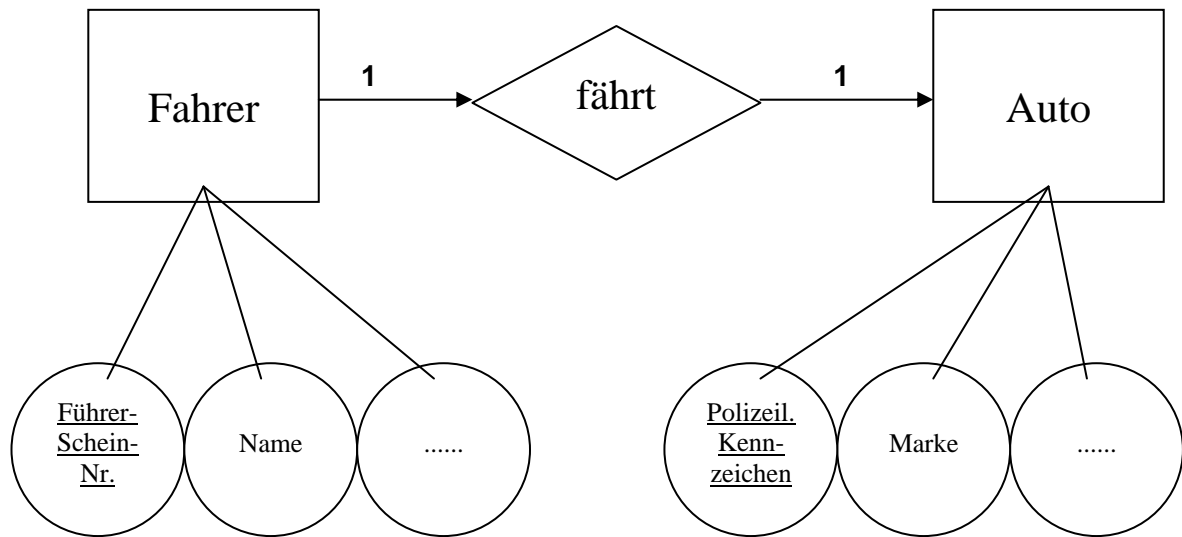 Fahrer
1
fährt
1
Auto
Führer-
Schein-
Nr.
Name
......
Polizeil.
Kenn-
zeichen
Marke
......